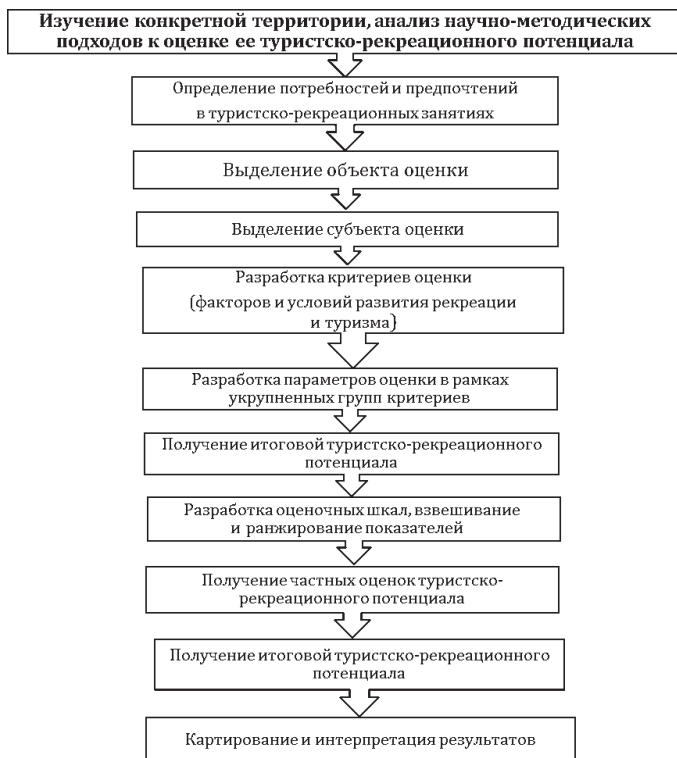 Изучение конкретной территории, анализ научно-методических
подходов к оценке ее туристско-рекреационного потенциала
Определение потребностей и предпочтений
в туристско-рекреационных занятиях
Выделение объекта оценки
Выделение субъекта оценки
Разработка критериев оценки
(факторов и условий развития рекреации
и туризма}
Разработка параметров оценки в рамках
укрупненных групп критериев
Получение итоговой туристско-рекреационного
потенциала
Разработка оценочных шкал, взвешивание
и ранжирование показателей
Получение частных оценок туристско-
рекреационного потенциала
Получение итоговой туристско-рекреационного
потенциала
Картирование и интерпретация результатов